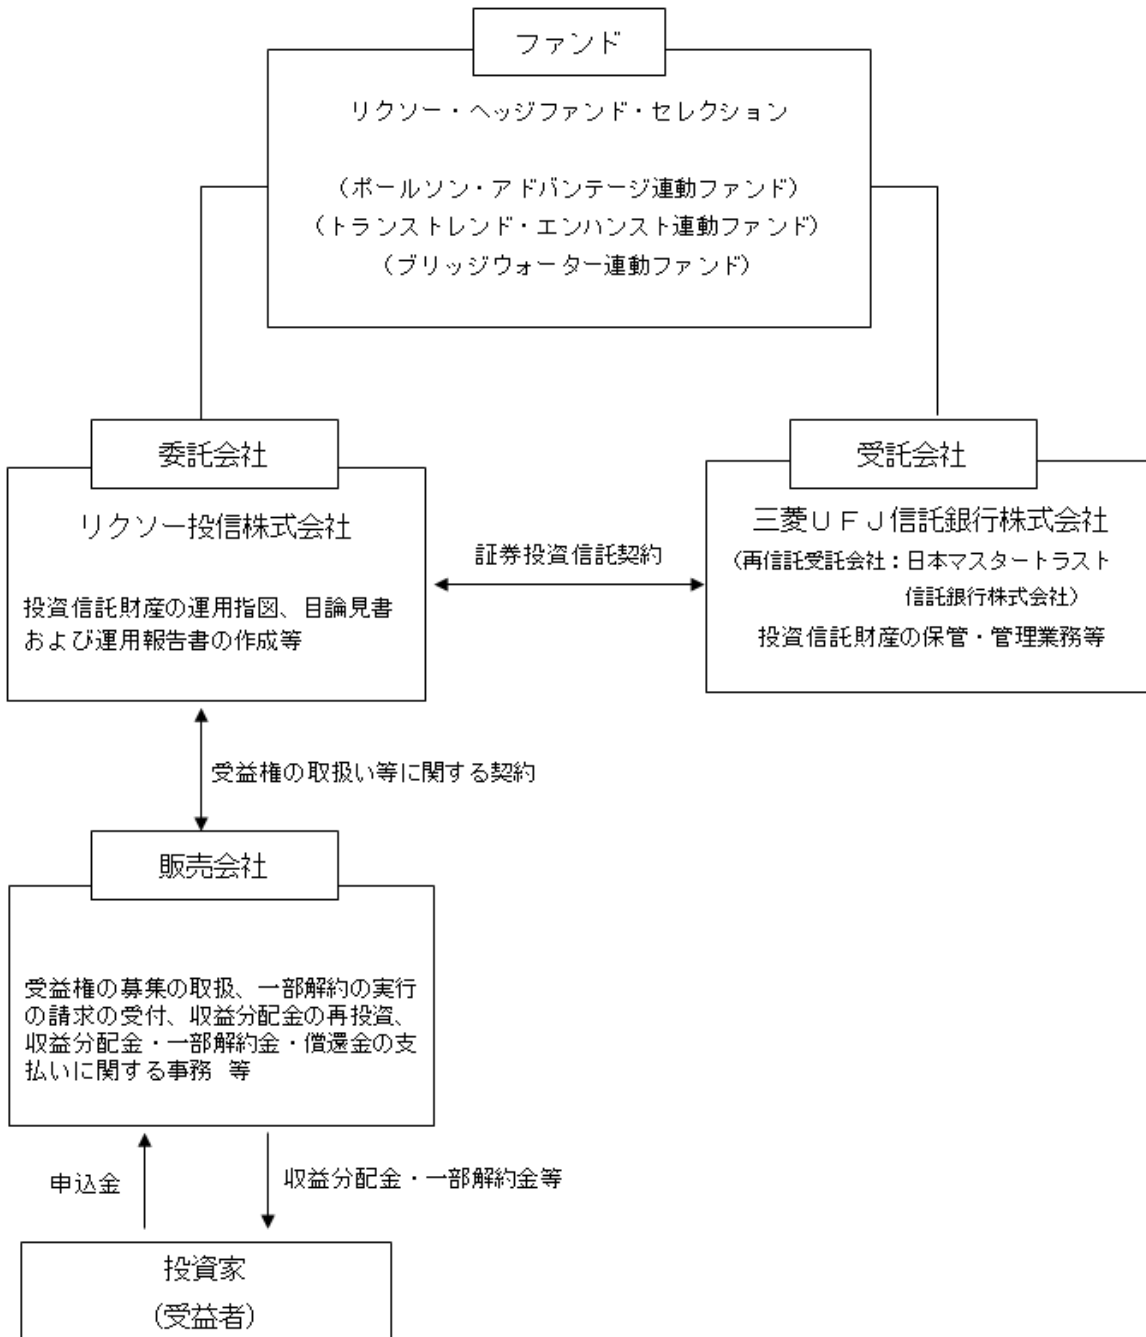 ファンド
リクソー・ヘッジファンド・セレクション
（ポールソン・アドバンテージ連動ファンド）
（トランストレンド・エンハンスト連動ファンド）
（ブリッジウォーター連動ファンド）
委託会社
リクソー投信株式会社
投資信託財産の運用指図、目論見書
および運用報告書の作成等
証券投資信託契約
受託会社
三菱ＵＦＪ信託銀行株式会社
（再信託受託会社：日本マスタートラスト
信託銀行株式会社）
投資信託財産の保管・管理業務等
受益権の取扱い等に関する契約
販売会社
受益権の募集の取扱、一部解約の実行
の請求の受付、収益分配金の再投資、
収益分配金・一部解約金・償還金の支
払いに関する事務 等
申込金
収益分配金・一部解約金等
投資家
（受益者）